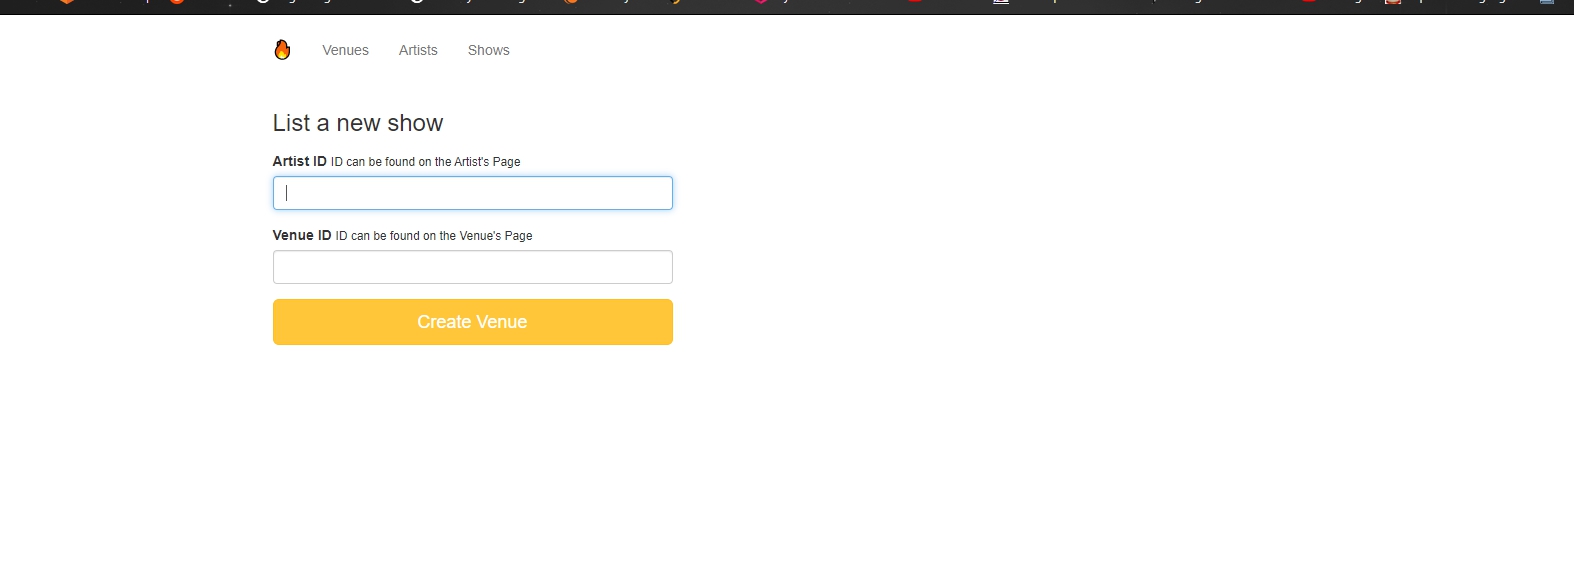 Venues Artists Shows
List a new show
Artist ID ID can be found on the Artist's Page
Venue ID ID can be found on the Venue's Page
Create Venue